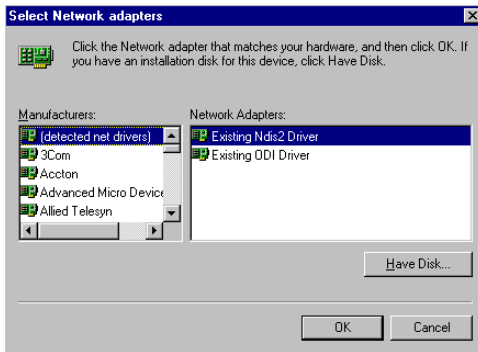 Select Network adapters
Click the Network adapter that matches your hardware, and then click OK. If
you have an installation disk for this device, click Have Disk.
Manufacturers:
(detected net drivers)
3Com
Accton
Advanced Micro Device
Allied Telesyn
Network Adapters:
Existing Ndis2 Driver
Existing ODI Driver
Have Disk...
OK
Cancel